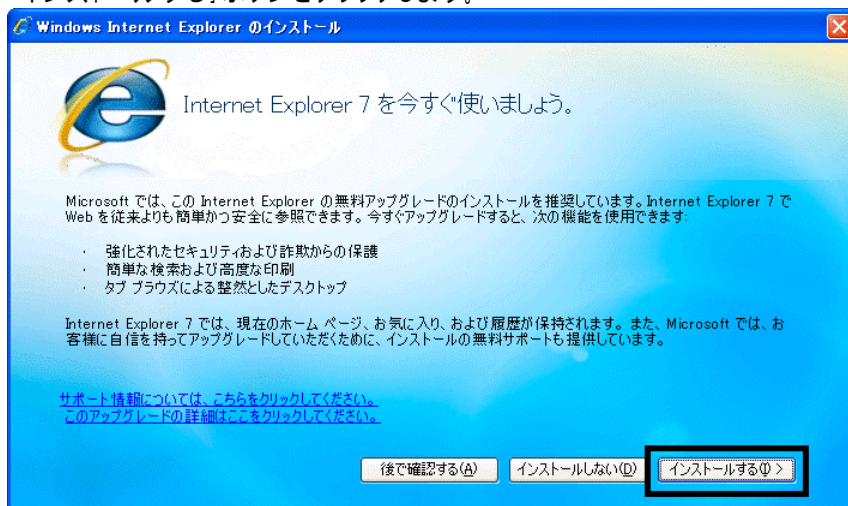 インストールする」ボタンをクリックします。
Windows Internet Explorer のインストール
Internet Explorer 7 を今すぐ使いましょう。
Microsoft では、この Internet Explorer の無料アップグレードのインストールを推奨しています。Internet Explorer 7 で
Web を従来よりも簡単かつ安全に参照できます。今すぐアップグレードすると、次の機能を使用できます:
・ 強化されたセキュリティおよび詐欺からの保護
・ 簡単な検索および高度な印刷
・ タブ ブラウズによる整然としたデスクトップ
Internet Explorer 7 では、現在のホーム ページ、お気に入り、および履歴が保持されます。また、Microsoft では、お
客様に自信を持ってアップグレードしていただくために、インストールの無料サポートも提供しています。
サポート情報については、こちらをクリックしてください。
このアップグレードの詳細はここをクリックしてください。
後で確認する(A) インストールしない(D) インストールする(I) >